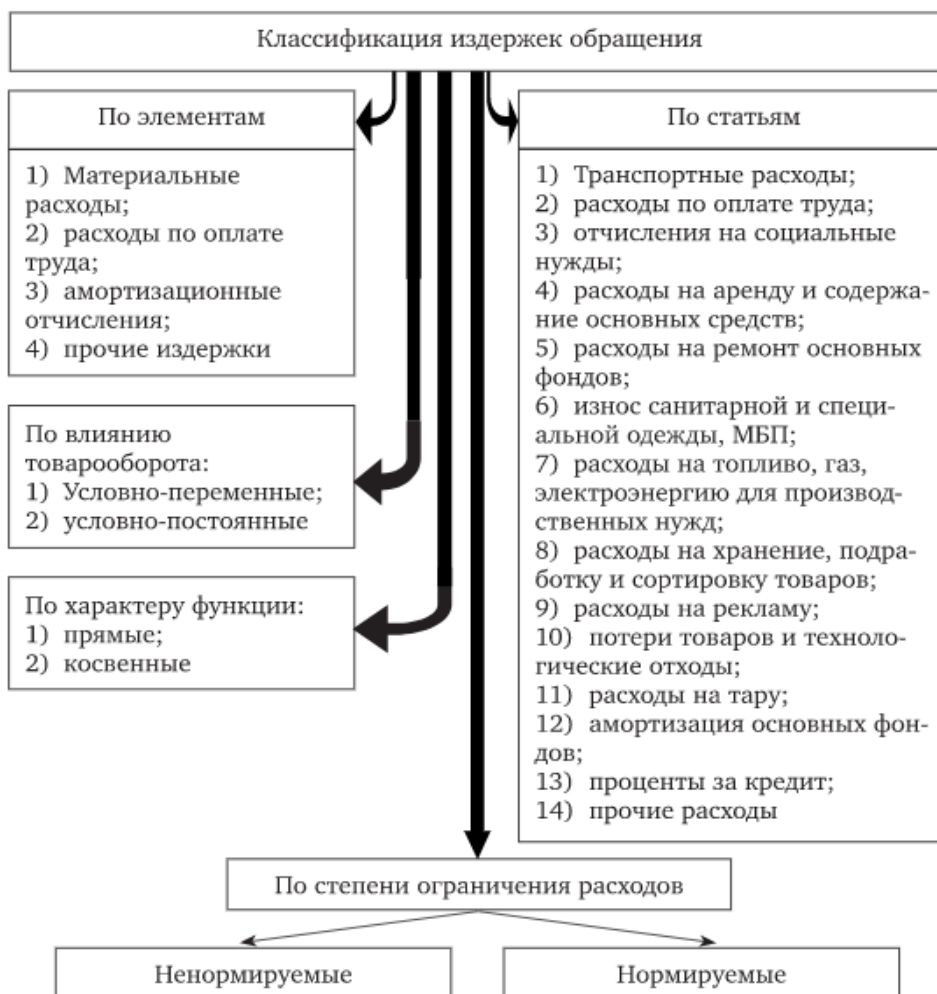 Классификация издержек обращения
По элементам
1) Материальные
расходы;
2) расходы по оплате
труда;
3) амортизационные
отчисления;
4) прочие издержки
По влиянию
товарооборота:
1) Условно-переменные;
2) условно-постоянные
По характеру функции:
1) прямые;
2) косвенные
По статьям
1) Транспортные расходы;
2) расходы по оплате труда;
3) отчисления на социальные
нужды;
4) расходы на аренду и содержа-
ние основных средств;
5) расходы на ремонт основных
фондов;
6) износ санитарной и специ-
альной одежды, МБП;
7) расходы на топливо, газ,
электроэнергию для производ-
ственных нужд;
8) расходы на хранение, подра-
ботку и сортировку товаров;
9) расходы на рекламу;
10) потери товаров и техноло-
гические отходы;
11) расходы на тару;
12) амортизация основных фон-
дов;
13) проценты за кредит;
14) прочие расходы
По степени ограничения расходов
Ненормируемые
Нормируемые